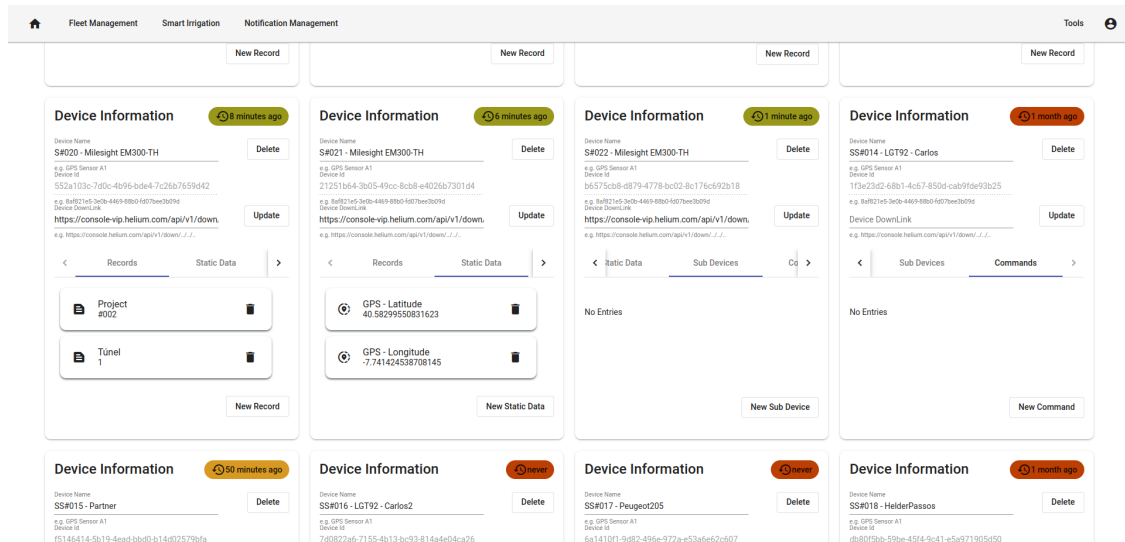 Fleet Management Smart Irrigation Notification Management Tools
New Record New Record New Record New Record
Device Information 8 minutes ago
Device Name
S#020 - Milesight EM300-TH Delete
e.g. GPS Sensor A1
Device Id
552a103c-7d0c-4b96-bde4-7c26b7659d42
e.g. 8af821e5-3e0b-4469-88b0-fd07bee3b09d
Device DownLink
https://console-vip.helium.com/api/v1/down, Update
e.g. https://console.helium.com/api/v1/down/../../..
Records Static Data
Project
#002
Túnel
1
New Record
Device Information 6 minutes ago
Device Name
S#021 - Milesight EM300-TH Delete
e.g. GPS Sensor A1
Device Id
21251b64-3b05-49cc-8cb8-e4026b7301d4
e.g. 8af821e5-3e0b-4469-88b0-fd07bee3b09d
Device DownLink
https://console-vip.helium.com/api/v1/down, Update
e.g. https://console.helium.com/api/v1/down/../../..
Records Static Data
GPS - Latitude
40.58299550831623
GPS - Longitude
-7.741424538708145
New Static Data
Device Information 1 minute ago
Device Name
S#022 - Milesight EM300-TH Delete
e.g. GPS Sensor A1
Device Id
b6575cb8-d879-4778-bc02-8c176c692b18
e.g. 8af821e5-3e0b-4469-88b0-fd07bee3b09d
Device DownLink
https://console-vip.helium.com/api/v1/down, Update
e.g. https://console.helium.com/api/v1/down/../../..
Static Data Sub Devices Co
No Entries
New Sub Device
Device Information 1 month ago
Device Name
SS#014 - LGT92 - Carlos Delete
e.g. GPS Sensor A1
Device Id
1f3e23d2-68b1-4c67-850d-cab9fde93b25
e.g. 8af821e5-3e0b-4469-88b0-fd07bee3b09d
Device DownLink Update
e.g. https://console.helium.com/api/v1/down/../../..
Sub Devices Commands
No Entries
New Command
Device Information 50 minutes ago
Device Name
SS#015 - Partner Delete
e.g. GPS Sensor A1
Device Id
f5146414-5b19-4ead-bbd0-b14d02579bfa
Device Information never
Device Name
SS#016 - LGT92 - Carlos2 Delete
e.g. GPS Sensor A1
Device Id
7d0822a6-7155-4b13-bc93-814a4e04ca26
Device Information never
Device Name
SS#017 - Peugeot205 Delete
e.g. GPS Sensor A1
Device Id
6a1410f1-9d82-496e-972a-e53a6e62c607
Device Information 1 month ago
Device Name
SS#018 - HelderPassos Delete
e.g. GPS Sensor A1
Device Id
db80f5bb-59be-45f4-9c41-e5a971905d50